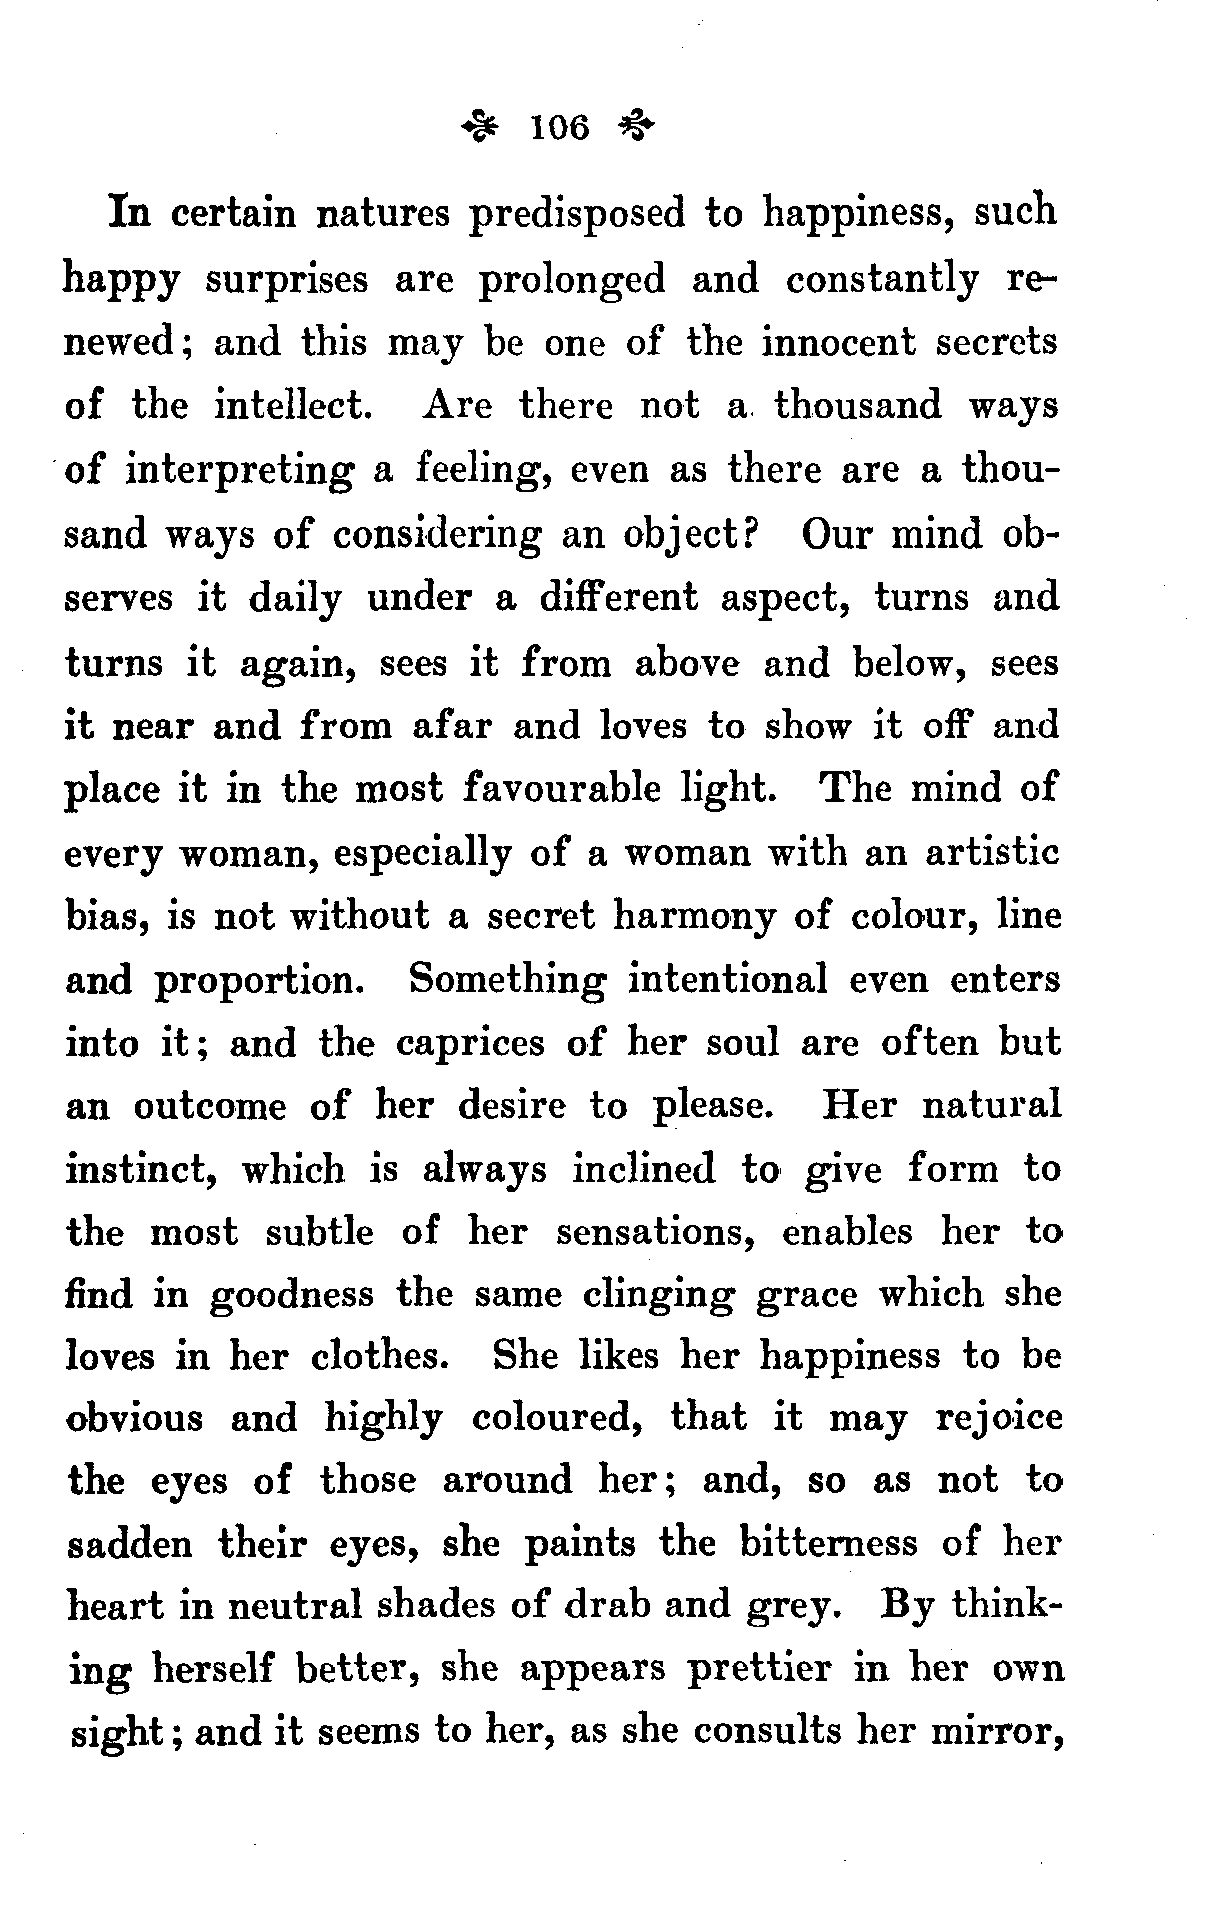 106
In certain natures predisposed to happiness, such
happy surprises are prolonged and constantly re-
newed; and this may be one of the innocent secrets
of the intellect. Are there not a thousand ways
of interpreting a feeling, even as there are a thou-
sand ways of considering an object? Our mind ob-
serves it daily under a different aspect, turns and
turns it again, sees it from above and below, sees
it near and from afar and loves to show it off and
place it in the most favourable light. The mind of
every woman, especially of a woman with an artistic
bias, is not without a secret harmony of colour, line
and proportion. Something intentional even enters
into it; and the caprices of her soul are often but
an outcome of her desire to please. Her natural
instinct, which is always inclined to give form to
the most subtle of her sensations, enables her to
find in goodness the same clinging grace which she
loves in her clothes. She likes her happiness to be
obvious and highly coloured, that it may rejoice
the eyes of those around her; and, so as not to
sadden their eyes, she paints the bitterness of her
heart in neutral shades of drab and grey. By think-
ing herself better, she appears prettier in her own
sight; and it seems to her, as she consults her mirror,